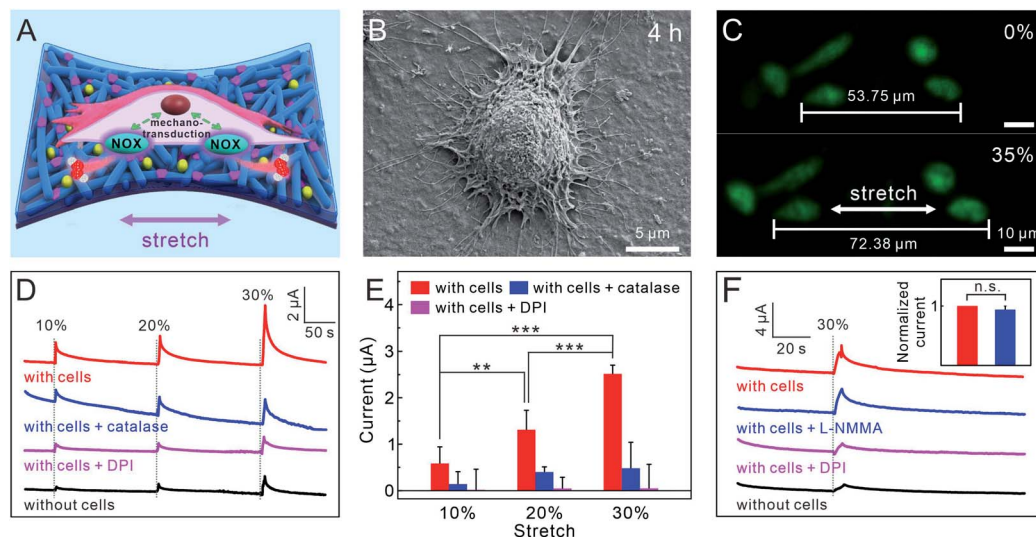 A
mechano-
transduction
NOX
NOX
stretch
B
4 h
5 µm
C
0%
53.75 µm
35%
stretch
10 µm
72.38 µm
D
10%
20%
30%
2 µA
50 s
with cells
with cells + catalase
with cells + DPI
without cells
E
with cells
with cells + catalase
with cells + DPI
Current (µA)
4
3
2
1
0
**
***
***
10%
20%
30%
Stretch
F
4 µA
20 s
30%
Normalized
current
1
n.s.
with cells
with cells + L-NMMA
with cells + DPI
without cells